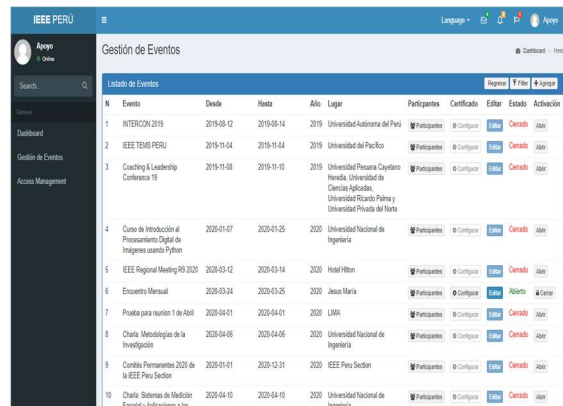 IEEE PERÚ
Language
Apoyo
Apoyo
Online
Gestión de Eventos
Dashboard
Search..
Listado de Eventos
Regresar Filter Agregar
General
N Evento Desde Hasta Año Lugar Participantes Certificado Editar Estado Activación
1 INTERCON 2019 2019-08-12 2019-08-14 2019 Universidad Autónoma del Perú Participantes Configurar Editar Cerrado Abrir
Dashboard
2 IEEE TEMS PERU 2019-11-04 2019-11-04 2019 Universidad del Pacífico Participantes Configurar Editar Cerrado Abrir
Gestión de Eventos
3 Coaching & Leadership 2019-11-08 2019-11-10 2019 Universidad Peruana Cayetano Participantes Configurar Editar Cerrado Abrir
Conference 19 Heredia, Universidad de
Access Management
Ciencias Aplicadas,
Universidad Ricardo Palma y
Universidad Privada del Norte
4 Curso de Introducción al 2020-01-07 2020-01-25 2020 Universidad Nacional de Participantes Configurar Editar Cerrado Abrir
Procesamiento Digital de Ingeniería
Imágenes usando Python
5 IEEE Regional Meeting R9 2020 2020-03-12 2020-03-14 2020 Hotel Hilton Participantes Configurar Editar Cerrado Abrir
6 Encuentro Mensual 2020-03-24 2020-03-25 2020 Jesus María Participantes Configurar Editar Abierto Cerrar
7 Prueba para reunion 1 de Abril 2020-04-01 2020-04-01 2020 LIMA Participantes Configurar Editar Cerrado Abrir
8 Charla: Metodologías de la 2020-04-06 2020-04-06 2020 Universidad Nacional de Participantes Configurar Editar Cerrado Abrir
Investigación Ingeniería
9 Comités Permanentes 2020 de 2020-01-01 2020-12-31 2020 IEEE Peru Section Participantes Configurar Editar Cerrado Abrir
la IEEE Peru Section
10 Charla: Sistemas de Medición 2020-04-10 2020-04-10 2020 Universidad Nacional de Participantes Configurar Editar Cerrado Abrir